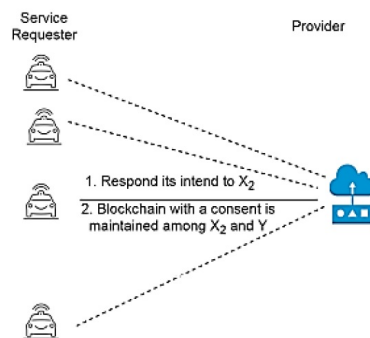 Service
Requester
Provider
1. Respond its intend to X₂
2. Blockchain with a consent is
maintained among X₂ and Y